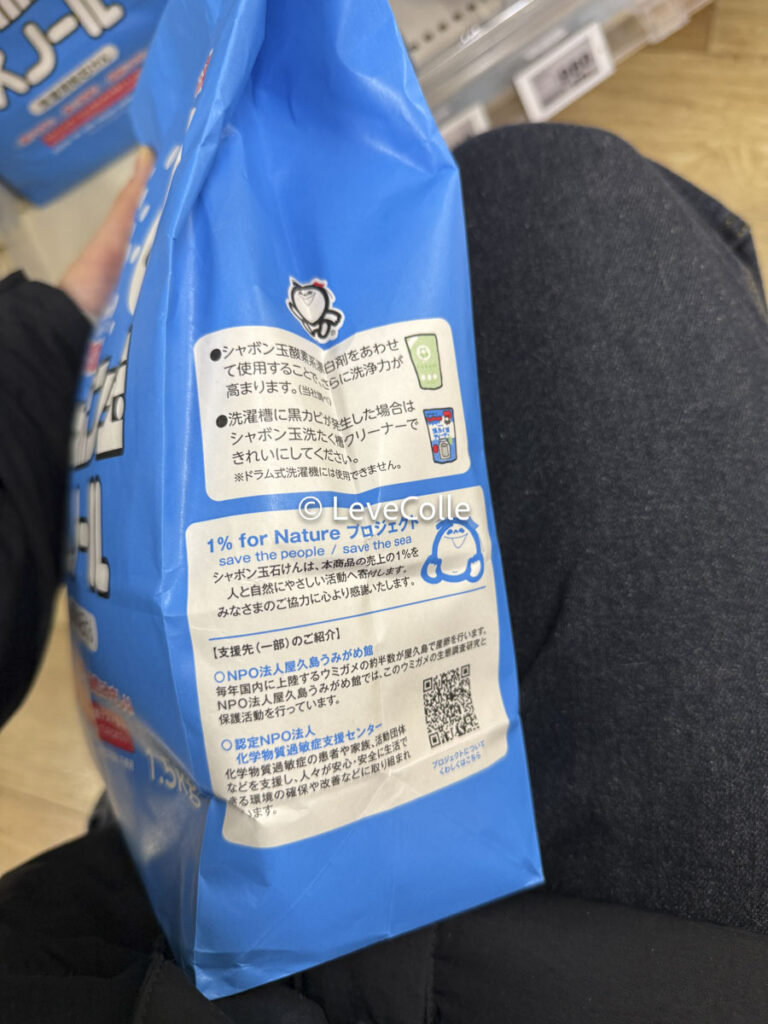 スノール
●シャボン玉酸素系漂白剤をあわせ
て使用することで、さらに洗浄力が
高まります。(当社調べ)
●洗濯槽に黒カビが発生した場合は
シャボン玉洗たく槽クリーナーで
きれいにしてください。
※ドラム式洗濯機には使用できません。
© LeveColle
1% for Nature プロジェクト
save the people / save the sea
シャボン玉石けんは、本商品の売上の1%を
人と自然にやさしい活動へ寄付します。
みなさまのご協力に心より感謝いたします。
【支援先(一部)のご紹介】
○NPO法人屋久島うみがめ館
毎年国内に上陸するウミガメの約半数が屋久島で産卵を行います。
NPO法人屋久島うみがめ館では、このウミガメの生態調査研究と
保護活動を行っています。
○認定NPO法人
化学物質過敏症支援センター
化学物質過敏症の患者や家族、活動団体
などを支援し、人々が安心・安全に生活で
きる環境の確保や改善などに取り組まれ
います。
プロジェクトについて
くわしくはこちら
1.5kg